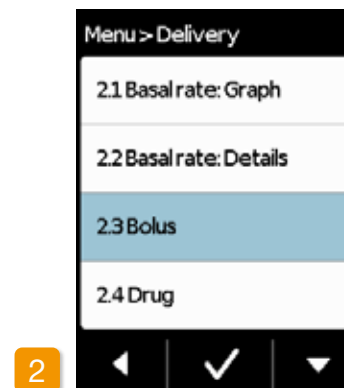 Menu > Delivery
2.1 Basal rate: Graph
2.2 Basal rate: Details
2.3 Bolus
2.4 Drug
2